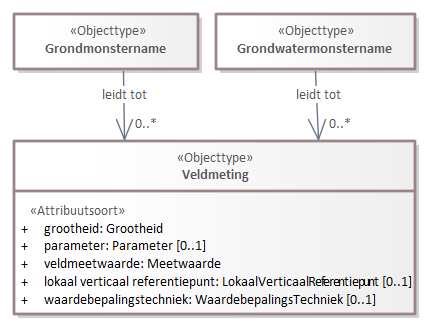 «Objecttype»
Grondmonstername
«Objecttype»
Grondwatermonstername
leidt tot
leidt tot
0..*
0..*
«Objecttype»
Veldmeting
«Attribuutsoort»
+ grootheid: Grootheid
+ parameter: Parameter [0..1]
+ veldmeetwaarde: Meetwaarde
+ lokaal verticaal referentiepunt: LokaalVerticaalReferentiepunt [0..1]
+ waardebepalingstechniek: WaardebepalingsTechniek [0..1]